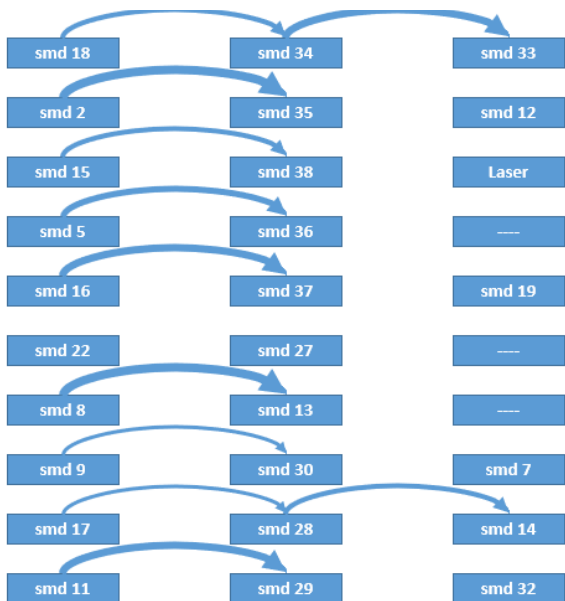 smd 18 smd 34 smd 33
smd 2 smd 35 smd 12
smd 15 smd 38 Laser
smd 5 smd 36 ----
smd 16 smd 37 smd 19
smd 22 smd 27 ----
smd 8 smd 13 ----
smd 9 smd 30 smd 7
smd 17 smd 28 smd 14
smd 11 smd 29 smd 32